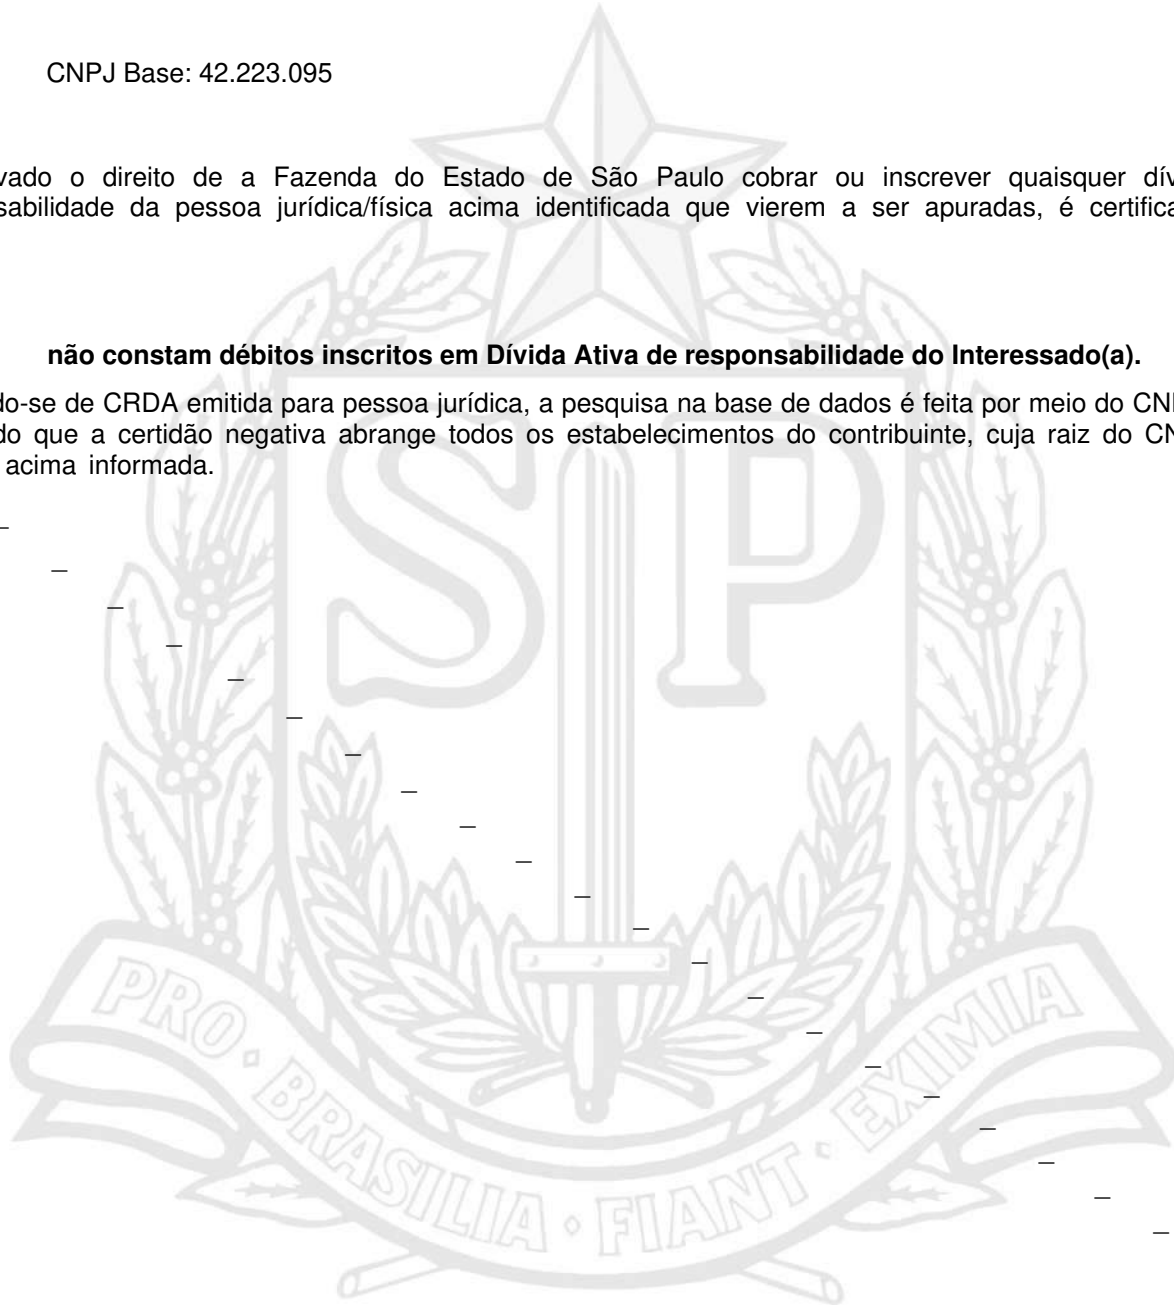 CNPJ Base: 42.223.095
vado o direito de a Fazenda do Estado de São Paulo cobrar ou inscrever quaisquer dív
sabilidade da pessoa jurídica/física acima identificada que vierem a ser apuradas, é certifica
não constam débitos inscritos em Dívida Ativa de responsabilidade do Interessado(a).
do-se de CRDA emitida para pessoa jurídica, a pesquisa na base de dados é feita por meio do CN
do que a certidão negativa abrange todos os estabelecimentos do contribuinte, cuja raiz do CN
acima informada.
SP
PRO • BRASILIA • FIANT • EXIMIA